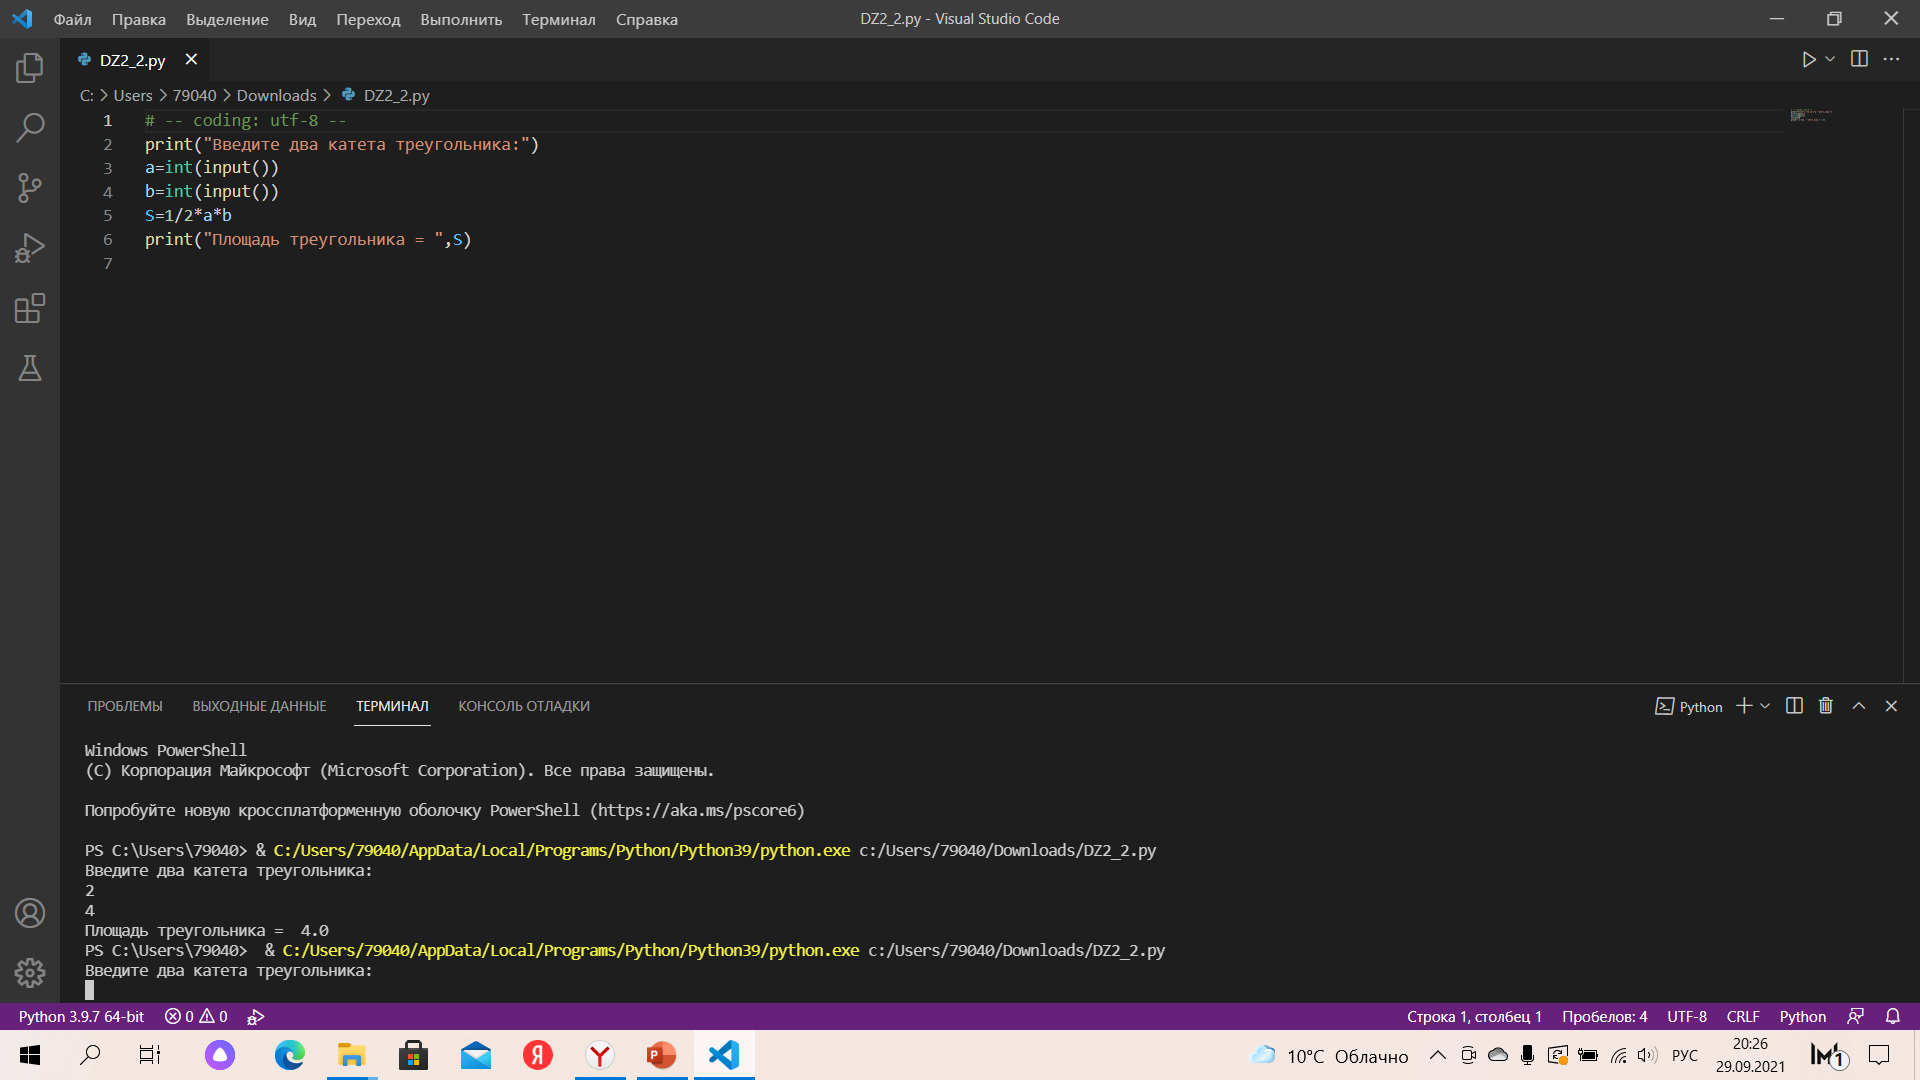 Файл Правка Выделение Вид Переход Выполнить Терминал Справка DZ2_2.py - Visual Studio Code
DZ2_2.py
C: > Users > 79040 > Downloads > DZ2_2.py
1 # -- coding: utf-8 --
2 print("Введите два катета треугольника:")
3 a=int(input())
4 b=int(input())
5 S=1/2*a*b
6 print("Площадь треугольника = ",S)
7
ПРОБЛЕМЫ ВЫХОДНЫЕ ДАННЫЕ ТЕРМИНАЛ КОНСОЛЬ ОТЛАДКИ Python
Windows PowerShell
(C) Корпорация Майкрософт (Microsoft Corporation). Все права защищены.
Попробуйте новую кроссплатформенную оболочку PowerShell (https://aka.ms/pscore6)
PS C:\Users\79040> & C:/Users/79040/AppData/Local/Programs/Python/Python39/python.exe c:/Users/79040/Downloads/DZ2_2.py
Введите два катета треугольника:
2
4
Площадь треугольника =  4.0
PS C:\Users\79040>  & C:/Users/79040/AppData/Local/Programs/Python/Python39/python.exe c:/Users/79040/Downloads/DZ2_2.py
Введите два катета треугольника:
Python 3.9.7 64-bit 0 0 Строка 1, столбец 1 Пробелов: 4 UTF-8 CRLF Python
10°C Облачно РУС 20:26
29.09.2021
1